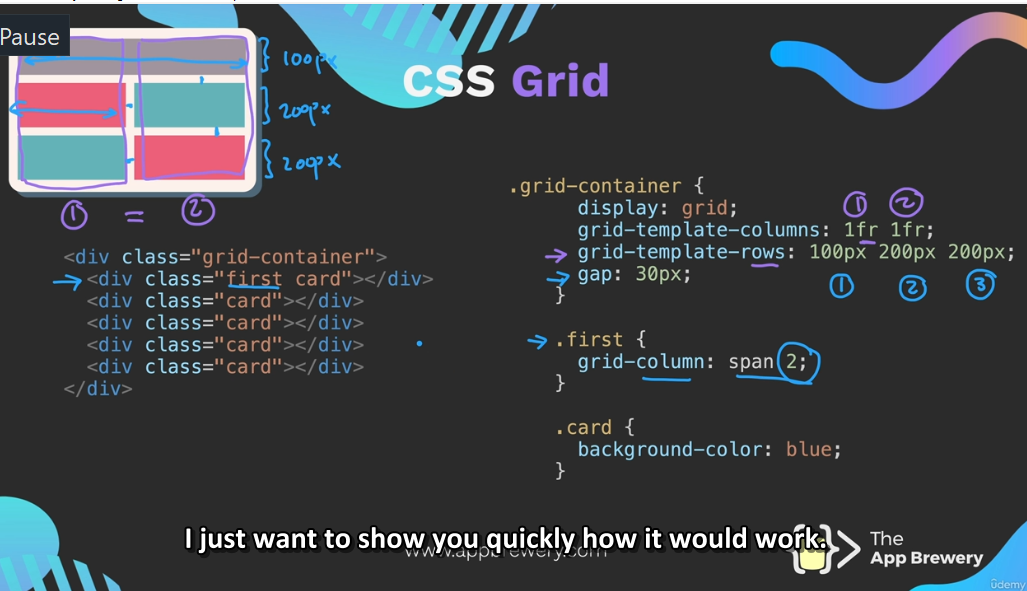 Pause
100px
200px
200px
1 = 2
CSS Grid
<div class="grid-container">
<div class="first card"></div>
<div class="card"></div>
<div class="card"></div>
<div class="card"></div>
<div class="card"></div>
</div>
.grid-container {
display: grid;
1 2
grid-template-columns: 1fr 1fr;
grid-template-rows: 100px 200px 200px;
gap: 30px;
1 2 3
}
.first {
grid-column: span 2;
}
.card {
background-color: blue;
}
I just want to show you quickly how it would work.
www.appbrewery.com
The
App Brewery
udemy